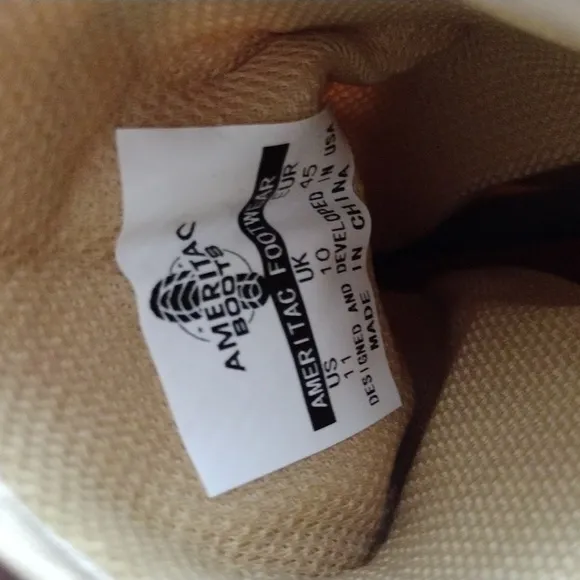 AMERITAC
BOOTS
AMERITAC FOOTWEAR
US UK EUR
11 10 45
DESIGNED AND DEVELOPED IN USA
MADE IN CHINA